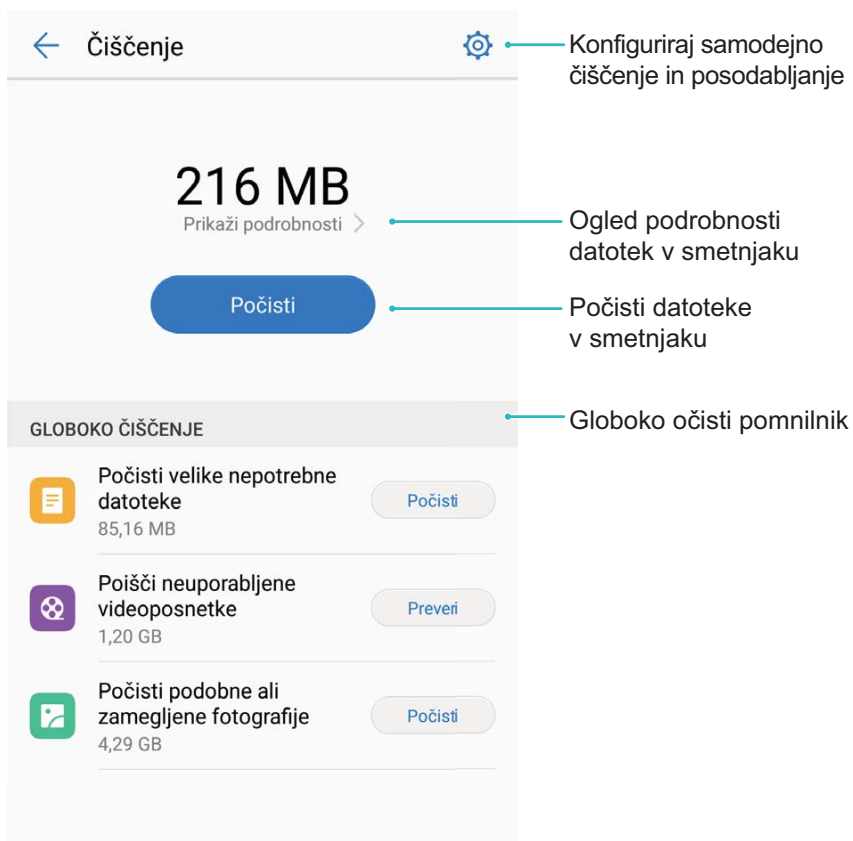 Čiščenje
Konfiguriraj samodejno
čiščenje in posodabljanje
216 MB
Prikaži podrobnosti
Ogled podrobnosti
datotek v smetnjaku
Počisti
Počisti datoteke
v smetnjaku
GLOBOKO ČIŠČENJE
Globoko očisti pomnilnik
Počisti velike nepotrebne
datoteke
85,16 MB
Počisti
Poišči neuporabljene
videoposnetke
1,20 GB
Preveri
Počisti podobne ali
zamegljene fotografije
4,29 GB
Počisti